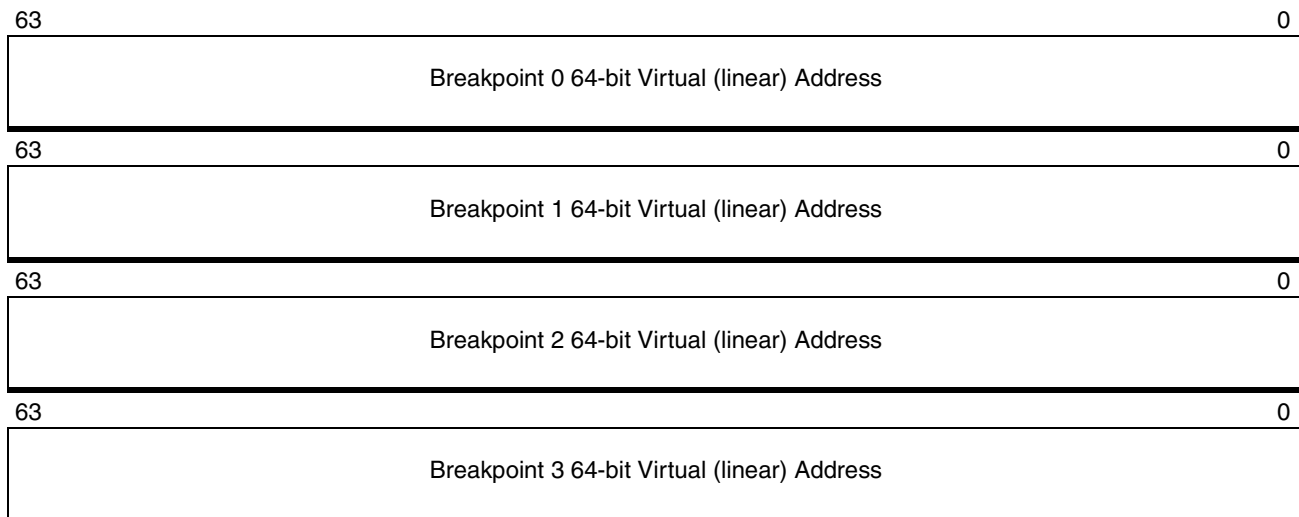 63 0
Breakpoint 0 64-bit Virtual (linear) Address
63 0
Breakpoint 1 64-bit Virtual (linear) Address
63 0
Breakpoint 2 64-bit Virtual (linear) Address
63 0
Breakpoint 3 64-bit Virtual (linear) Address